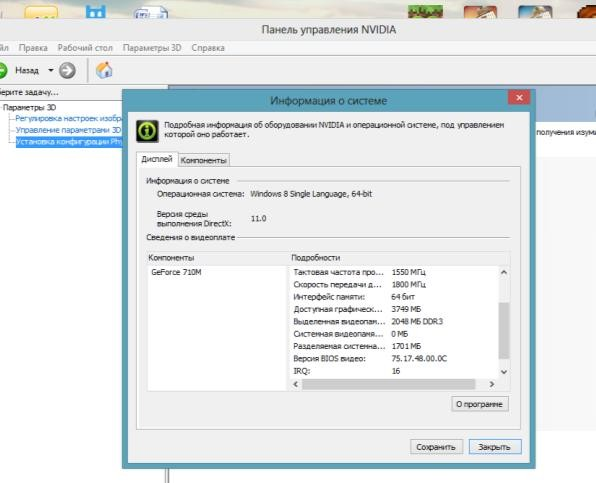 Панель управления NVIDIA
йл Правка Рабочий стол Параметры 3D Справка
Назад
ерите задачу...
Параметры 3D
Регулировка настроек изобр
Управление параметрами 3D
Установка конфигурации Phy
получения изуми
Информация о системе
Подробная информация об оборудовании NVIDIA и операционной системе, под управлением
которой оно работает.
Дисплей Компоненты
Информация о системе
Операционная система: Windows 8 Single Language, 64-bit
Версия среды
выполнения DirectX: 11.0
Сведения о видеоплате
Компоненты Подробности
GeForce 710M Тактовая частота про... 1550 МГц
Скорость передачи д... 1800 МГц
Интерфейс памяти: 64 бит
Доступная графическ... 3749 МБ
Выделенная видеопам... 2048 МБ DDR3
Системная видеопамя... 0 МБ
Разделяемая системна... 1701 МБ
Версия BIOS видео: 75.17.48.00.0C
IRQ: 16
О программе
Сохранить Закрыть